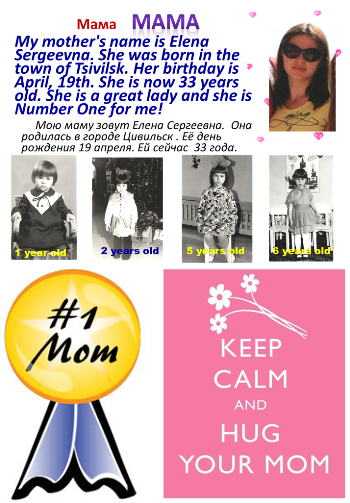 Мама MAMA
My mother's name is Elena
Sergeevna. She was born in the
town of Tsivilsk. Her birthday is
April, 19th. She is now 33 years
old. She is a great lady and she is
Number One for me!
Мою маму зовут Елена Сергеевна. Она
родилась в городе Цивильск . Её день
рождения 19 апреля. Ей сейчас 33 года.
1 year old
2 years old
5 years old
6 years old
#1
Mom
KEEP
CALM
AND
HUG
YOUR MOM